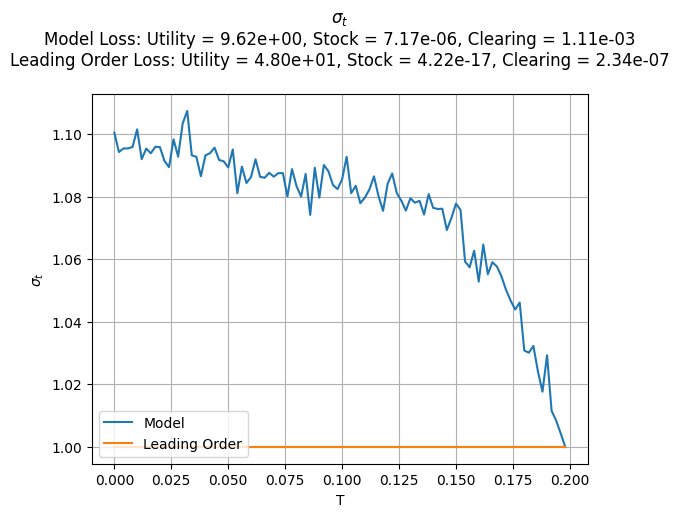 σₜ
Model Loss: Utility = 9.62e+00, Stock = 7.17e-06, Clearing = 1.11e-03
Leading Order Loss: Utility = 4.80e+01, Stock = 4.22e-17, Clearing = 2.34e-07
1.10
1.08
1.06
1.04
1.02
1.00
σₜ
Model
Leading Order
0.000 0.025 0.050 0.075 0.100 0.125 0.150 0.175 0.200
T